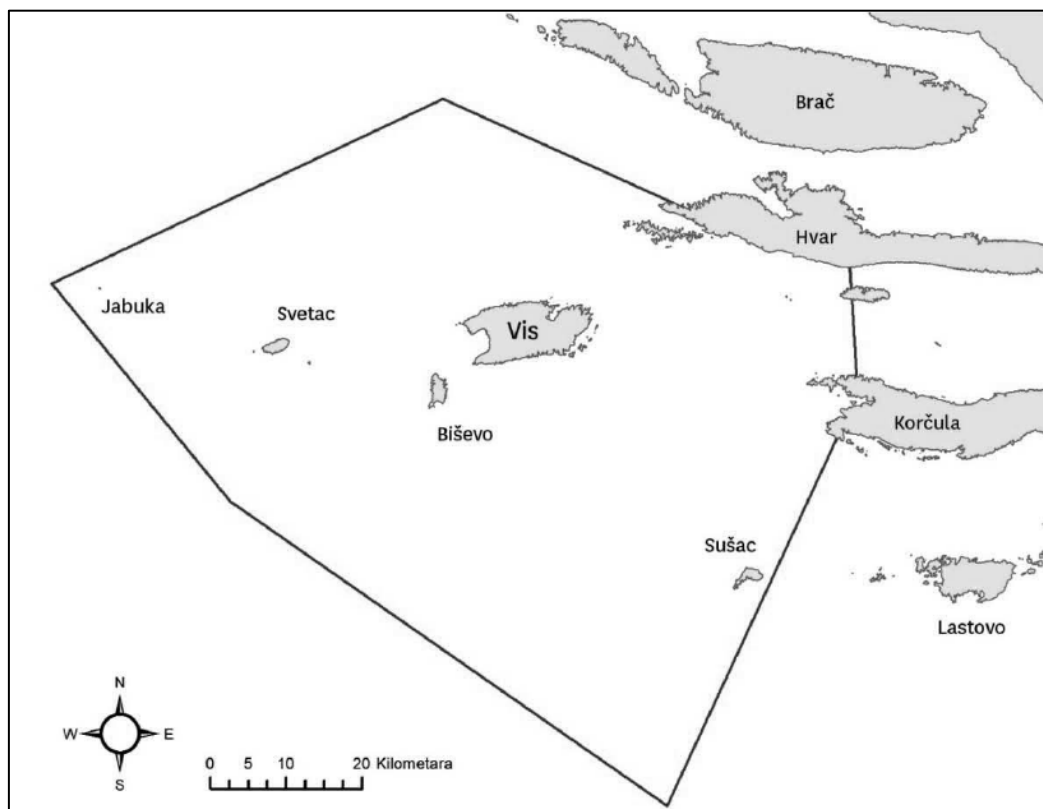 Brač
Hvar
Jabuka
Svetac
Vis
Biševo
Korčula
Sušac
Lastovo
N
W E
S
0 5 10 20 Kilometara